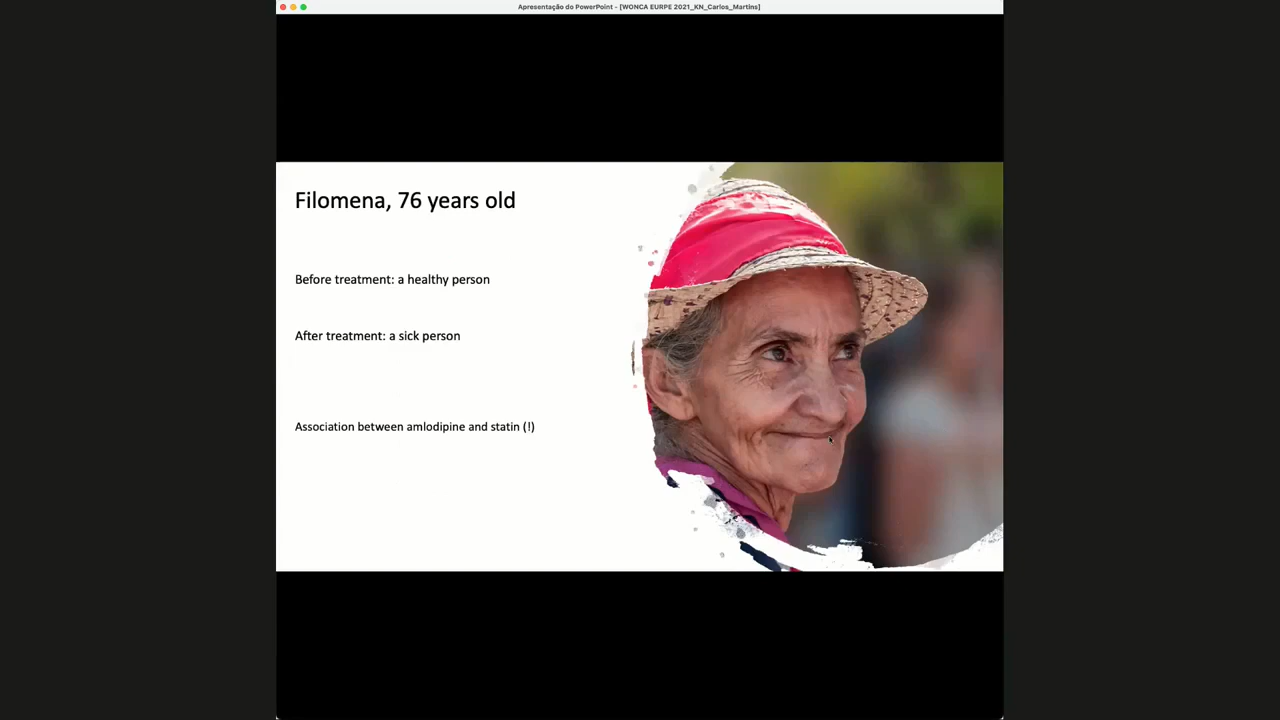 Apresentação do PowerPoint - [WONCA EURPE 2021_KN_Carlos_Martins]
Filomena, 76 years old
Before treatment: a healthy person
After treatment: a sick person
Association between amlodipine and statin (!)